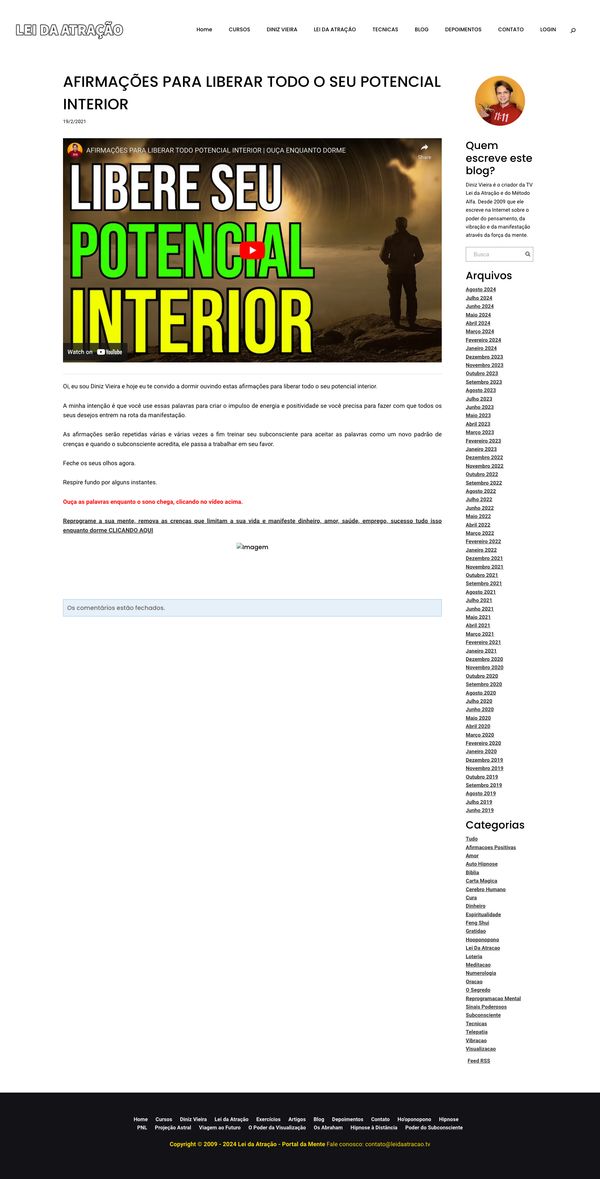 LEI DA ATRAÇÃO
Home CURSOS DINIZ VIEIRA LEI DA ATRAÇÃO TECNICAS BLOG DEPOIMENTOS CONTATO LOGIN
AFIRMAÇÕES PARA LIBERAR TODO O SEU POTENCIAL
INTERIOR
19/2/2021
AFIRMAÇÕES PARA LIBERAR TODO POTENCIAL INTERIOR | OUÇA ENQUANTO DORME
Share
LIBERE SEU
POTENCIAL
INTERIOR
Watch on YouTube
Oi, eu sou Diniz Vieira e hoje eu te convido a dormir ouvindo estas afirmações para liberar todo o seu potencial interior.
A minha intenção é que você use essas palavras para criar o impulso de energia e positividade se você precisa para fazer com que todos os
seus desejos entrem na rota da manifestação.
As afirmações serão repetidas várias e várias vezes a fim treinar seu subconsciente para aceitar as palavras como um novo padrão de
crenças e quando o subconsciente acredita, ele passa a trabalhar em seu favor.
Feche os seus olhos agora.
Respire fundo por alguns instantes.
Ouça as palavras enquanto o sono chega, clicando no vídeo acima.
Reprograme a sua mente, remova as crenças que limitam a sua vida e manifeste dinheiro, amor, saúde, emprego, sucesso tudo isso
enquanto dorme CLICANDO AQUI
Imagem
Os comentários estão fechados.
11:11
Quem
escreve este
blog?
Diniz Vieira é o criador da TV
Lei da Atração e do Método
Alfa. Desde 2009 que ele
escreve na Internet sobre o
poder do pensamento, da
vibração e da manifestação
através da força da mente.
Busca
Arquivos
Agosto 2024
Julho 2024
Junho 2024
Maio 2024
Abril 2024
Março 2024
Fevereiro 2024
Janeiro 2024
Dezembro 2023
Novembro 2023
Outubro 2023
Setembro 2023
Agosto 2023
Julho 2023
Junho 2023
Maio 2023
Abril 2023
Março 2023
Fevereiro 2023
Janeiro 2023
Dezembro 2022
Novembro 2022
Outubro 2022
Setembro 2022
Agosto 2022
Julho 2022
Junho 2022
Maio 2022
Abril 2022
Março 2022
Fevereiro 2022
Janeiro 2022
Dezembro 2021
Novembro 2021
Outubro 2021
Setembro 2021
Agosto 2021
Julho 2021
Junho 2021
Maio 2021
Abril 2021
Março 2021
Fevereiro 2021
Janeiro 2021
Dezembro 2020
Novembro 2020
Outubro 2020
Setembro 2020
Agosto 2020
Julho 2020
Junho 2020
Maio 2020
Abril 2020
Março 2020
Fevereiro 2020
Janeiro 2020
Dezembro 2019
Novembro 2019
Outubro 2019
Setembro 2019
Agosto 2019
Julho 2019
Junho 2019
Categorias
Tudo
Afirmacoes Positivas
Amor
Auto Hipnose
Biblia
Carta Magica
Cerebro Humano
Cura
Dinheiro
Espiritualidade
Feng Shui
Gratidao
Hooponopono
Lei Da Atracao
Loteria
Meditacao
Numerologia
Oracao
O Segredo
Reprogramacao Mental
Sinais Poderosos
Subconsciente
Tecnicas
Telepatia
Vibracao
Visualizacao
Feed RSS
Home Cursos Diniz Vieira Lei da Atração Exercícios Artigos Blog Depoimentos Contato Ho'oponopono Hipnose
PNL Projeção Astral Viagem ao Futuro O Poder da Visualização Os Abraham Hipnose à Distância Poder do Subconsciente
Copyright © 2009 - 2024 Lei da Atração - Portal da Mente Fale conosco: contato@leidaatracao.tv